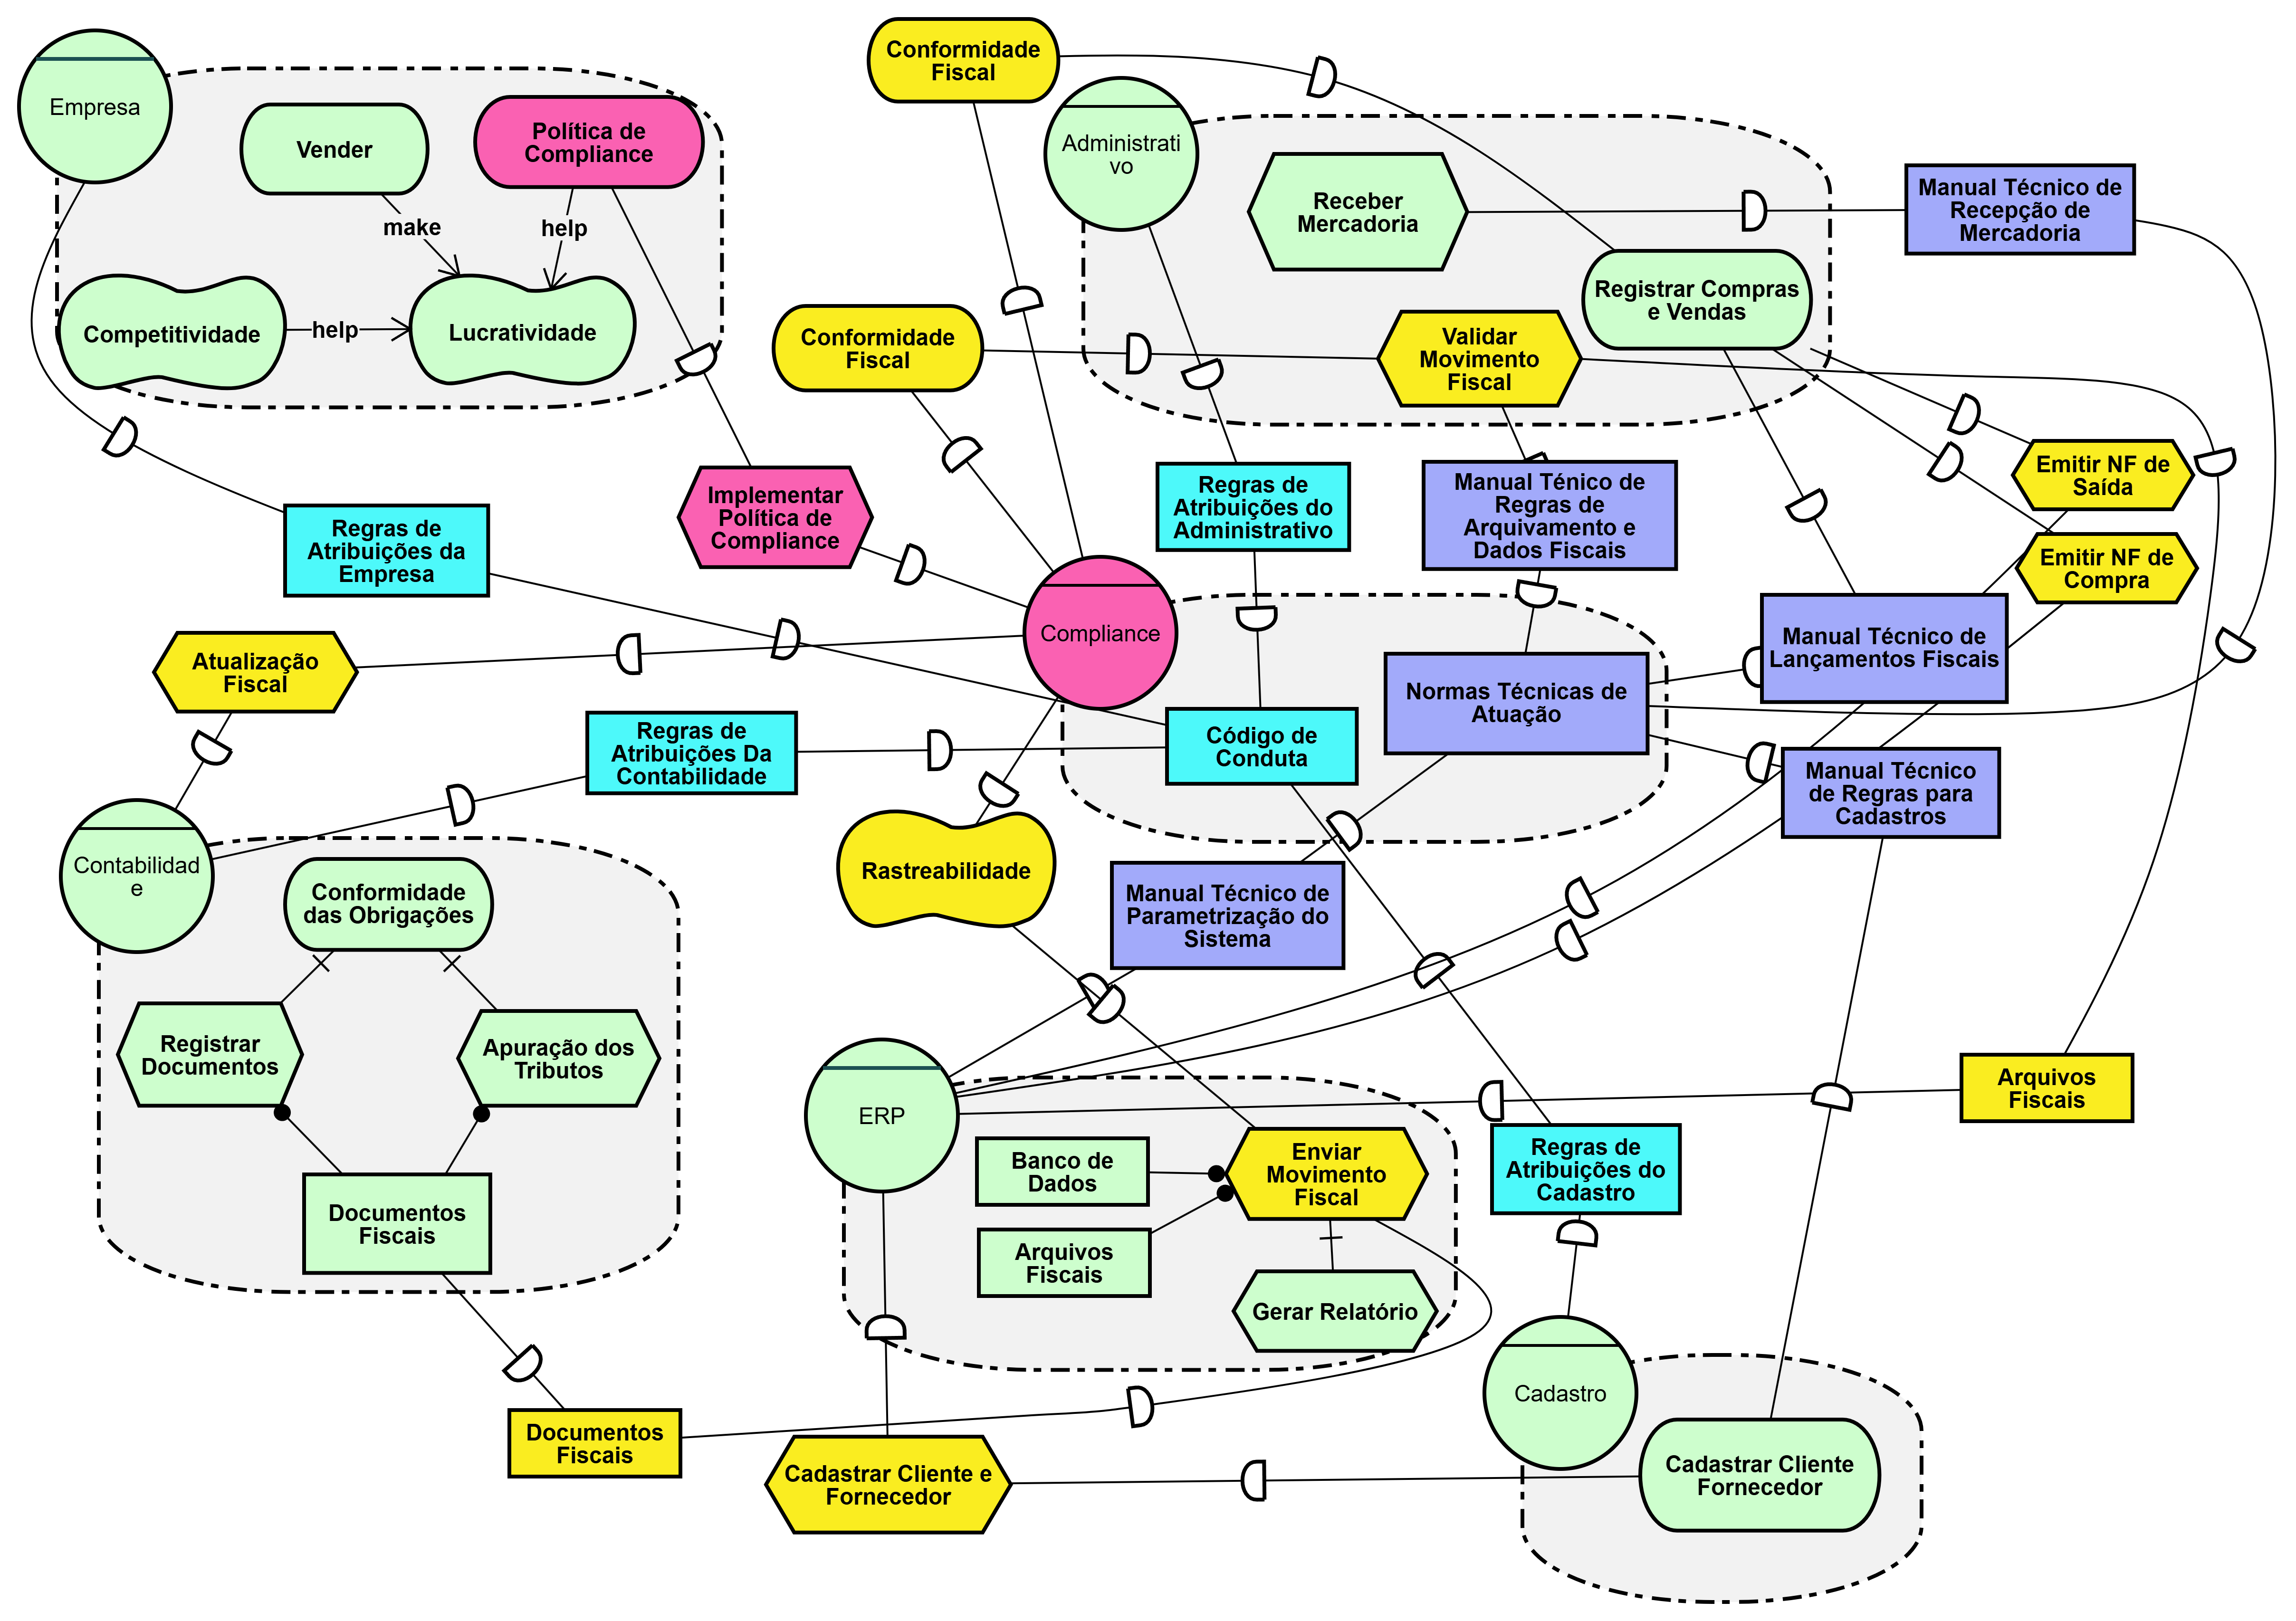 Empresa
Vender
Política de
Compliance
make
help
Competitividade
help
Lucratividade
Conformidade
Fiscal
Administrati
vo
Receber
Mercadoria
Manual Técnico de
Recepção de
Mercadoria
Registrar Compras
e Vendas
Conformidade
Fiscal
Validar
Movimento
Fiscal
Implementar
Política de
Compliance
Regras de
Atribuições do
Administrativo
Manual Ténico de
Regras de
Arquivamento e
Dados Fiscais
Emitir NF de
Saída
Emitir NF de
Compra
Regras de
Atribuições da
Empresa
Compliance
Atualização
Fiscal
Regras de
Atribuições Da
Contabilidade
Código de
Conduta
Normas Técnicas de
Atuação
Manual Técnico de
Lançamentos Fiscais
Manual Técnico
de Regras para
Cadastros
Contabilidad
e
Conformidade
das Obrigações
Rastreabilidade
Manual Técnico de
Parametrização do
Sistema
Registrar
Documentos
Apuração dos
Tributos
Documentos
Fiscais
ERP
Banco de
Dados
Arquivos
Fiscais
Enviar
Movimento
Fiscal
Gerar Relatório
Regras de
Atribuições do
Cadastro
Arquivos
Fiscais
Documentos
Fiscais
Cadastrar Cliente e
Fornecedor
Cadastro
Cadastrar Cliente
Fornecedor